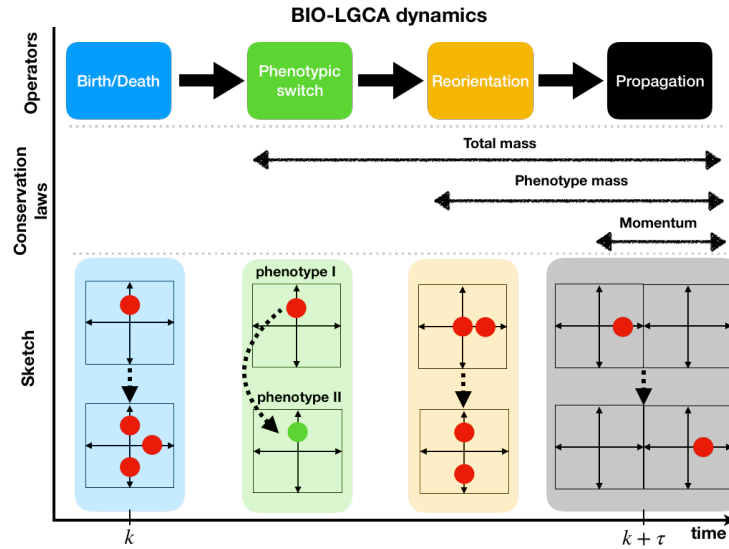 BIO-LGCA dynamics
Operators
Birth/Death
Phenotypic
switch
Reorientation
Propagation
Conservation
laws
Total mass
Phenotype mass
Momentum
Sketch
phenotype I
phenotype II
k
k + τ
time